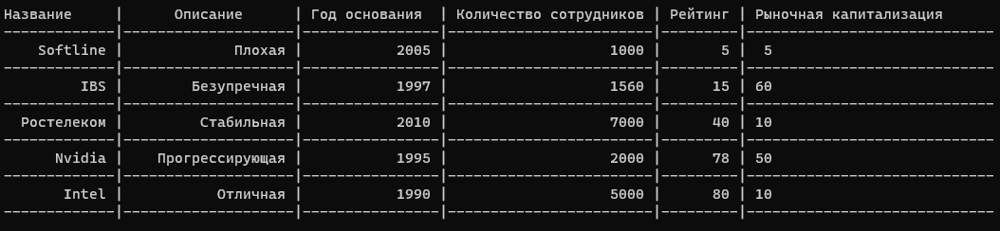 Название | Описание | Год основания | Количество сотрудников | Рейтинг | Рыночная капитализация
Softline | Плохая | 2005 | 1000 | 5 | 5
IBS | Безупречная | 1997 | 1560 | 15 | 60
Ростелеком | Стабильная | 2010 | 7000 | 40 | 10
Nvidia | Прогрессирующая | 1995 | 2000 | 78 | 50
Intel | Отличная | 1990 | 5000 | 80 | 10